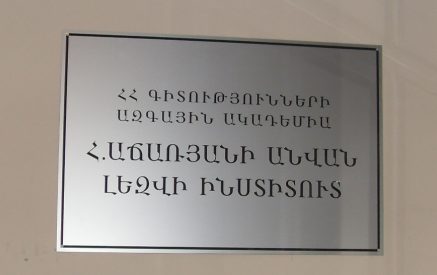 ՀՀ ԳԻՏՈՒԹՅՈՒՆՆԵՐԻ
ԱԶԳԱՅԻՆ ԱԿԱԴԵՄԻԱ
Հ.ԱՃԱՌՅԱՆԻ ԱՆՎԱՆ
ԼԵԶՎԻ ԻՆՍՏԻՏՈՒՏ